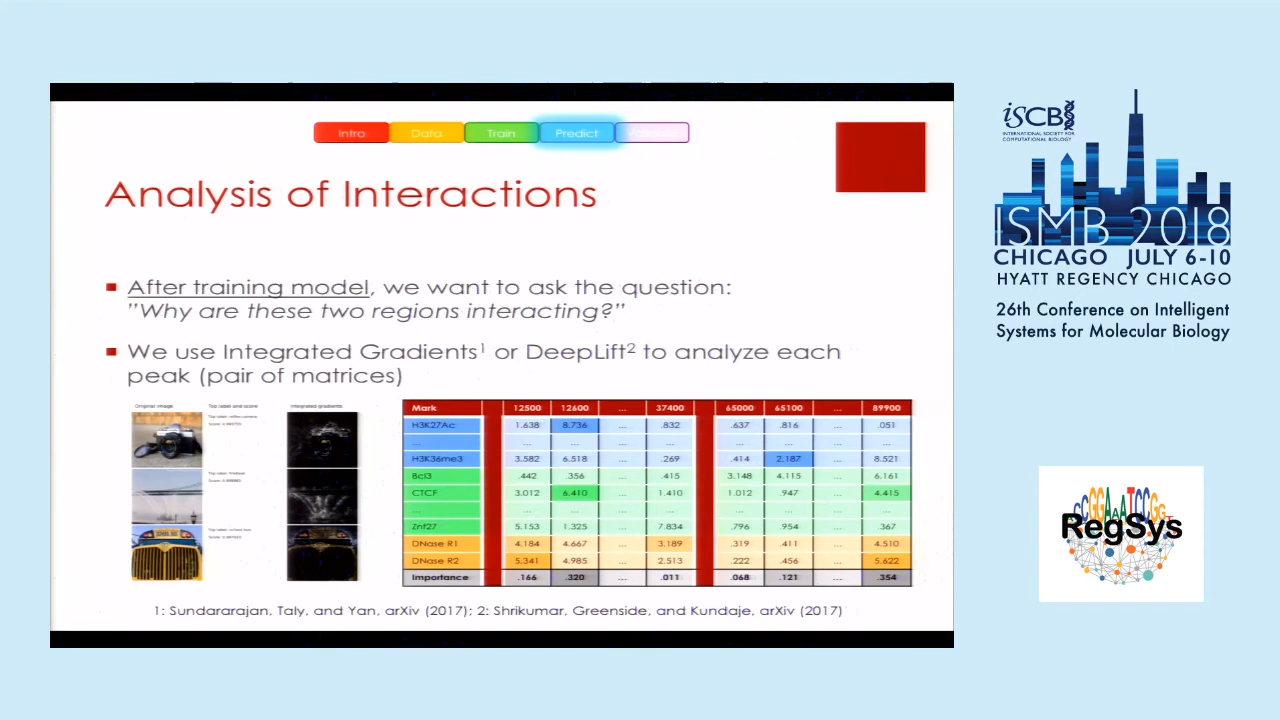 Intro Data Train Predict Validate
Analysis of Interactions
After training model, we want to ask the question:
"Why are these two regions interacting?"
We use Integrated Gradients1 or DeepLift2 to analyze each
peak (pair of matrices)
Original image Top label and score Integrated gradients
Mark 12500 12600 ... 37400 65000 65100 ... 89900
H3K27Ac 1.638 8.736 ... .832 .637 .816 ... .051
... ... ... ... ... ... ... ... ...
H3K36me3 3.582 6.518 ... .269 .414 2.187 ... 8.521
Bcl3 .442 .356 ... .415 3.148 4.115 ... 6.161
CTCF 3.012 6.410 ... 1.410 1.012 .947 ... 4.415
... ... ... ... ... ... ... ... ...
Znf27 5.153 1.325 ... 7.834 .796 .954 ... .367
DNase R1 4.184 4.667 ... 3.189 .319 .411 ... 4.510
DNase R2 5.341 4.985 ... 2.513 .222 .456 ... 5.622
Importance .166 .320 ... .011 .068 .121 ... .354
1: Sundararajan, Taly, and Yan, arXiv (2017); 2: Shrikumar, Greenside, and Kundaje, arXiv (2017)
ISCB
INTERNATIONAL SOCIETY FOR
COMPUTATIONAL BIOLOGY
ISMB 2018
CHICAGO JULY 6-10
HYATT REGENCY CHICAGO
26th Conference on Intelligent
Systems for Molecular Biology
RegSys